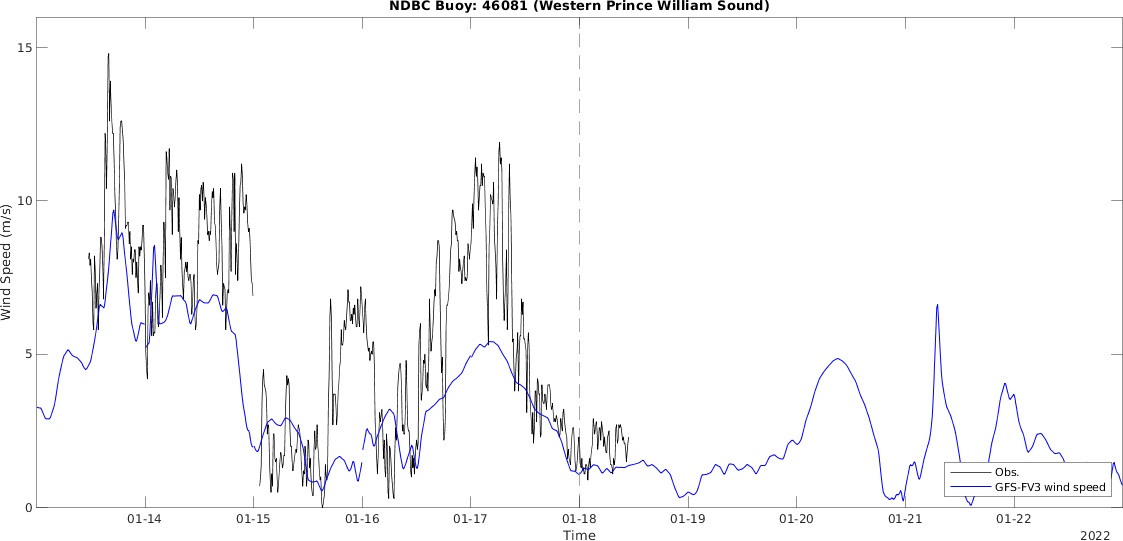 NDBC Buoy: 46081 (Western Prince William Sound)
15
10
5
0
Wind Speed (m/s)
Obs.
GFS-FV3 wind speed
01-14 01-15 01-16 01-17 01-18 01-19 01-20 01-21 01-22
Time
2022